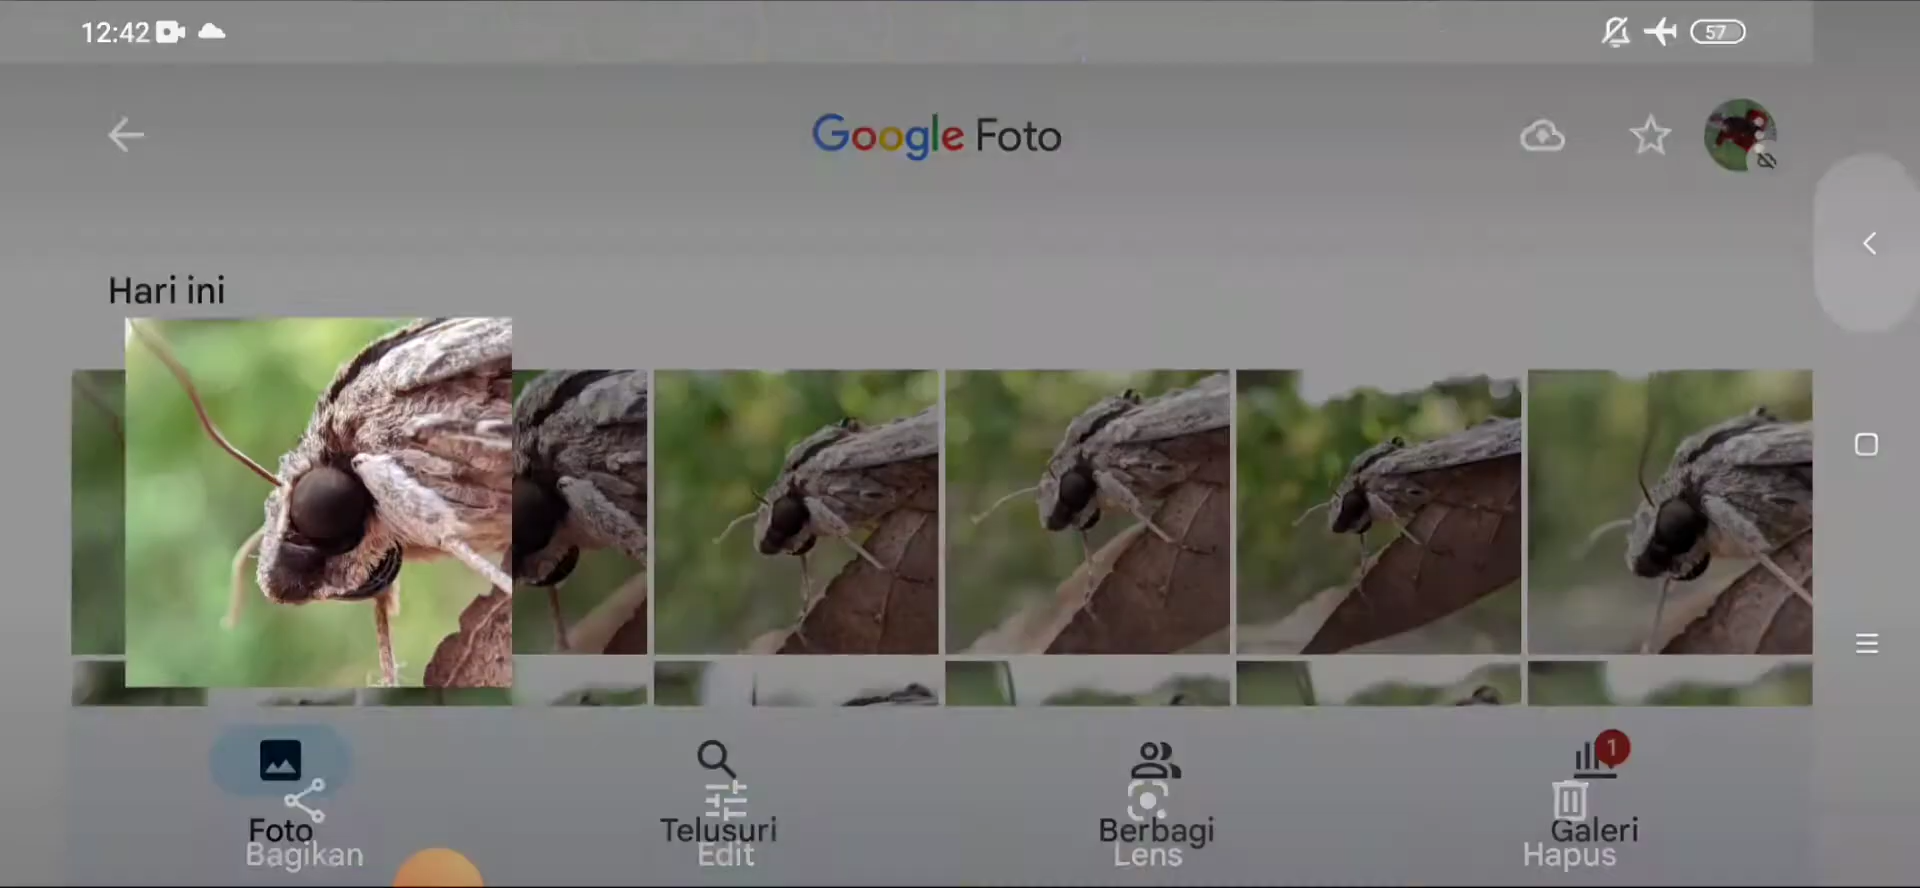 12:42
57
Google Foto
Hari ini
1
Foto
Telusuri
Berbagi
Galeri
Bagikan
Edit
Lens
Hapus